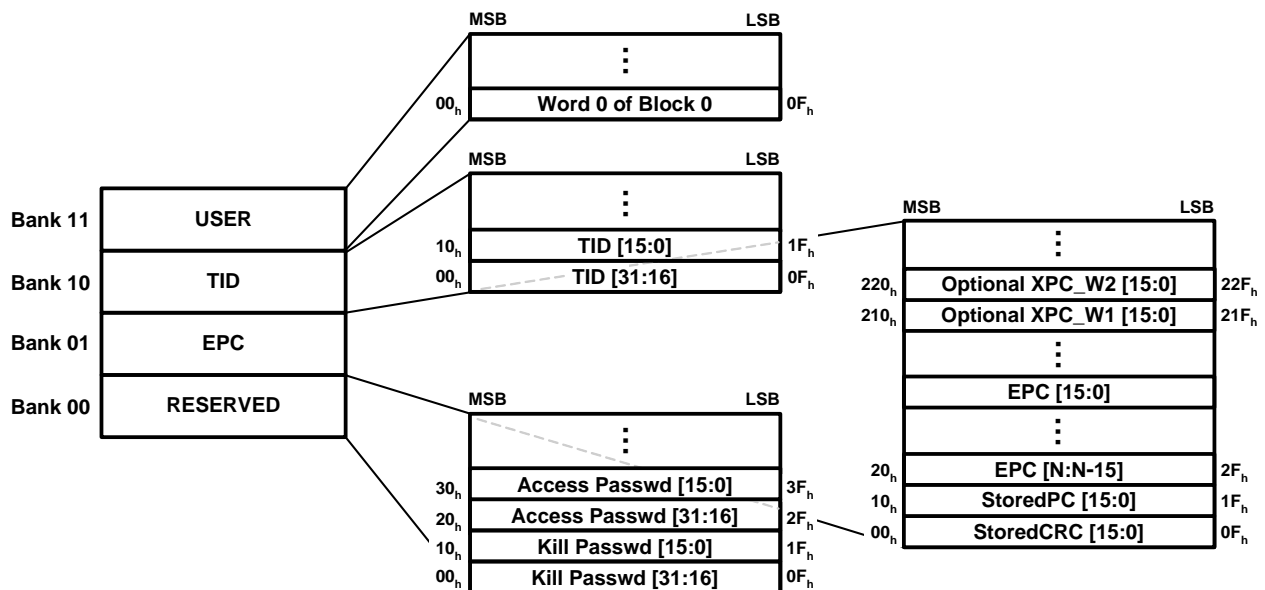 MSB LSB
⋮
00h Word 0 of Block 0 0Fh
MSB LSB
⋮
10h TID [15:0] 1Fh
00h TID [31:16] 0Fh
Bank 11 USER
Bank 10 TID
Bank 01 EPC
Bank 00 RESERVED
MSB LSB
⋮
220h Optional XPC_W2 [15:0] 22Fh
210h Optional XPC_W1 [15:0] 21Fh
⋮
EPC [15:0]
⋮
20h EPC [N:N-15] 2Fh
10h StoredPC [15:0] 1Fh
00h StoredCRC [15:0] 0Fh
MSB LSB
⋮
30h Access Passwd [15:0] 3Fh
20h Access Passwd [31:16] 2Fh
10h Kill Passwd [15:0] 1Fh
00h Kill Passwd [31:16] 0Fh